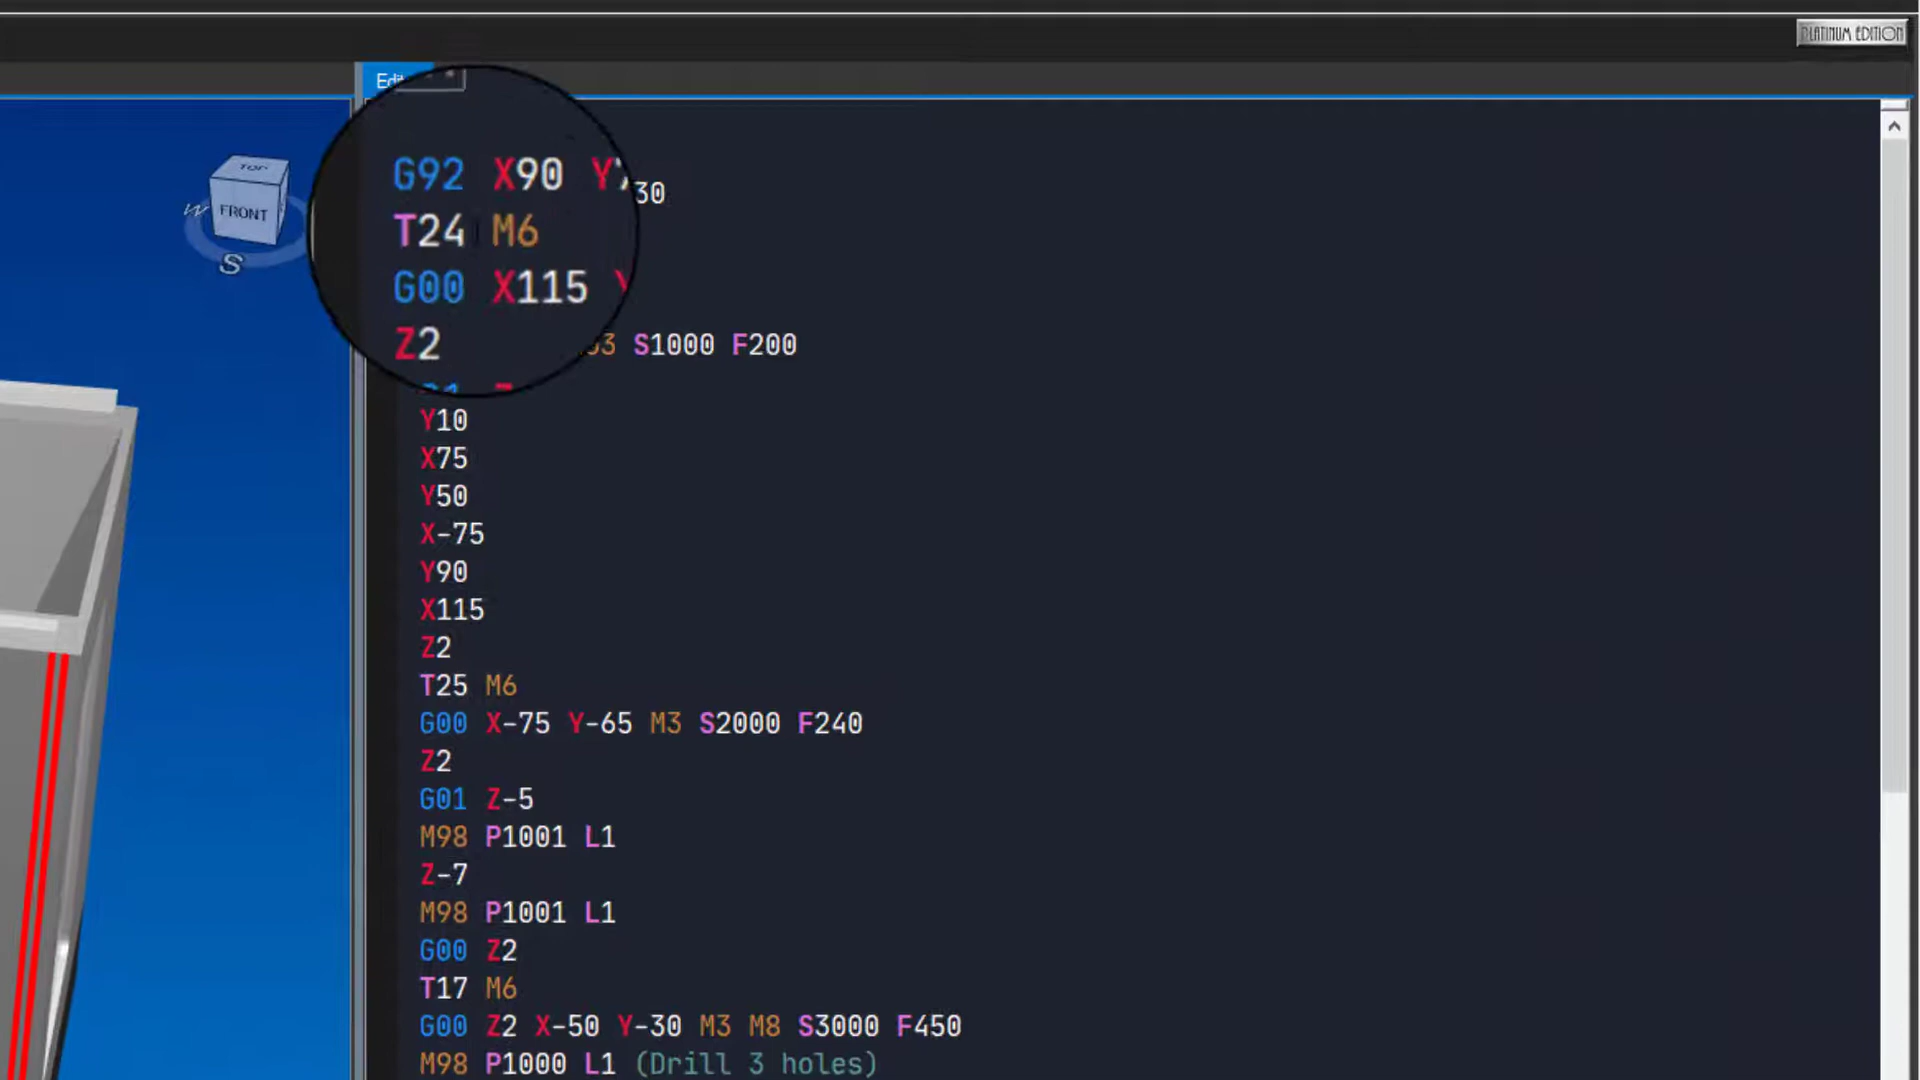 PLATINUM EDITION
TOP
FRONT
W
S
G92 X90 Y 30
T24 M6
G00 X115
Z2 S1000 F200
Y10
X75
Y50
X-75
Y90
X115
Z2
T25 M6
G00 X-75 Y-65 M3 S2000 F240
Z2
G01 Z-5
M98 P1001 L1
Z-7
M98 P1001 L1
G00 Z2
T17 M6
G00 Z2 X-50 Y-30 M3 M8 S3000 F450
M98 P1000 L1 (Drill 3 holes)